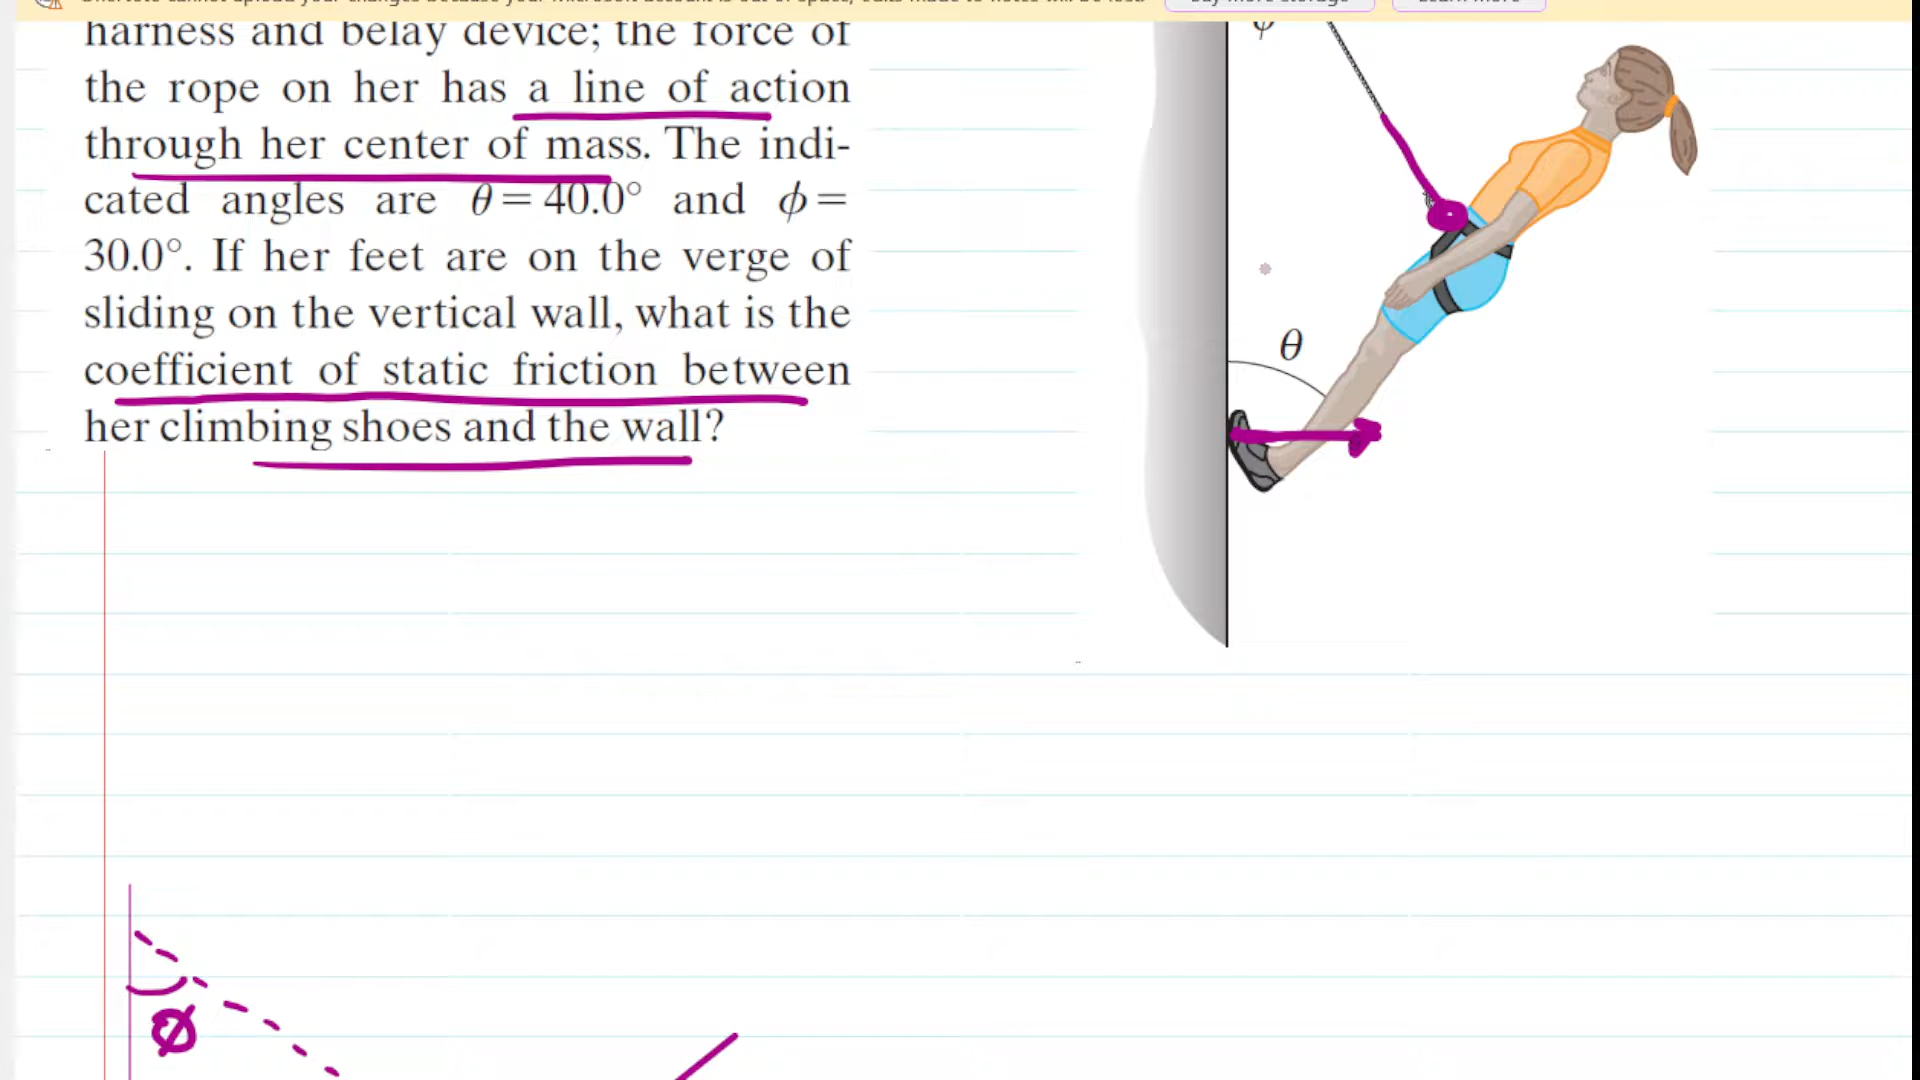 harness and belay device; the force of
the rope on her has a line of action
through her center of mass. The indi-
cated angles are θ = 40.0° and ϕ =
30.0°. If her feet are on the verge of
sliding on the vertical wall, what is the
coefficient of static friction between
her climbing shoes and the wall?
ϕ
θ
Ø